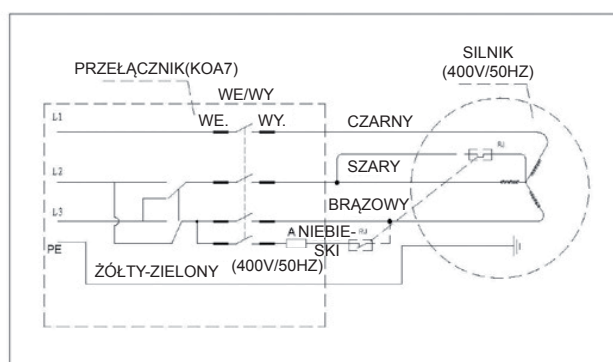 PRZEŁĄCZNIK(KOA7)
SILNIK
(400V/50HZ)
WE/WY
L1
WE.
WY.
CZARNY
SZARY
L2
BRĄZOWY
L3
A
NIEBIE-
SKI
PE
(400V/50HZ)
ŻÓŁTY-ZIELONY